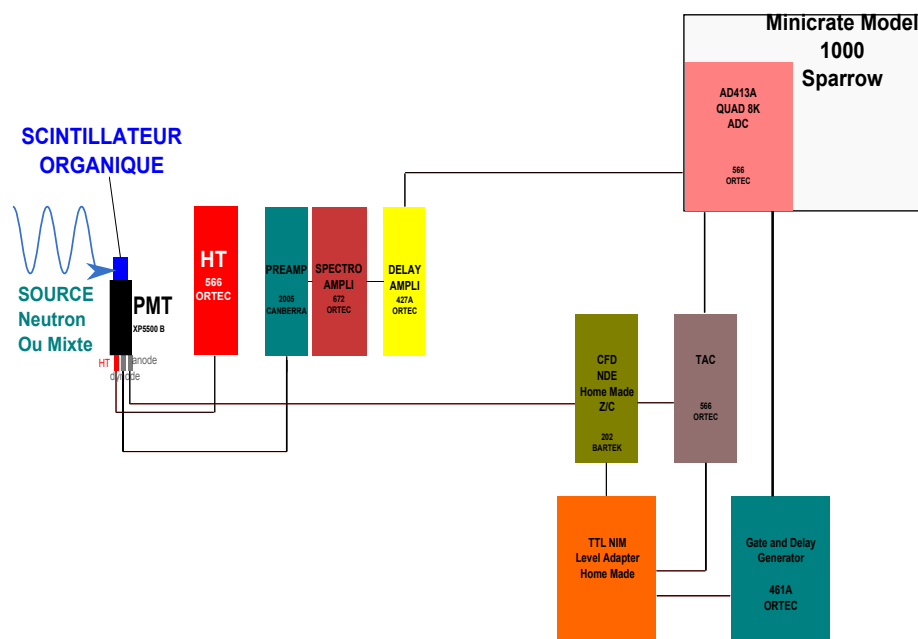 Minicrate Model
1000
Sparrow
AD413A
QUAD 8K
ADC
566
ORTEC
SCINTILLATEUR
ORGANIQUE
SOURCE
Neutron
Ou Mixte
PMT
XP5500 B
HT
anode
dynode
HT
566
ORTEC
PREAMP
2005
CANBERRA
SPECTRO
AMPLI
672
ORTEC
DELAY
AMPLI
427A
ORTEC
CFD
NDE
Home Made
Z/C
202
BARTEK
TAC
566
ORTEC
TTL NIM
Level Adapter
Home Made
Gate and Delay
Generator
461A
ORTEC